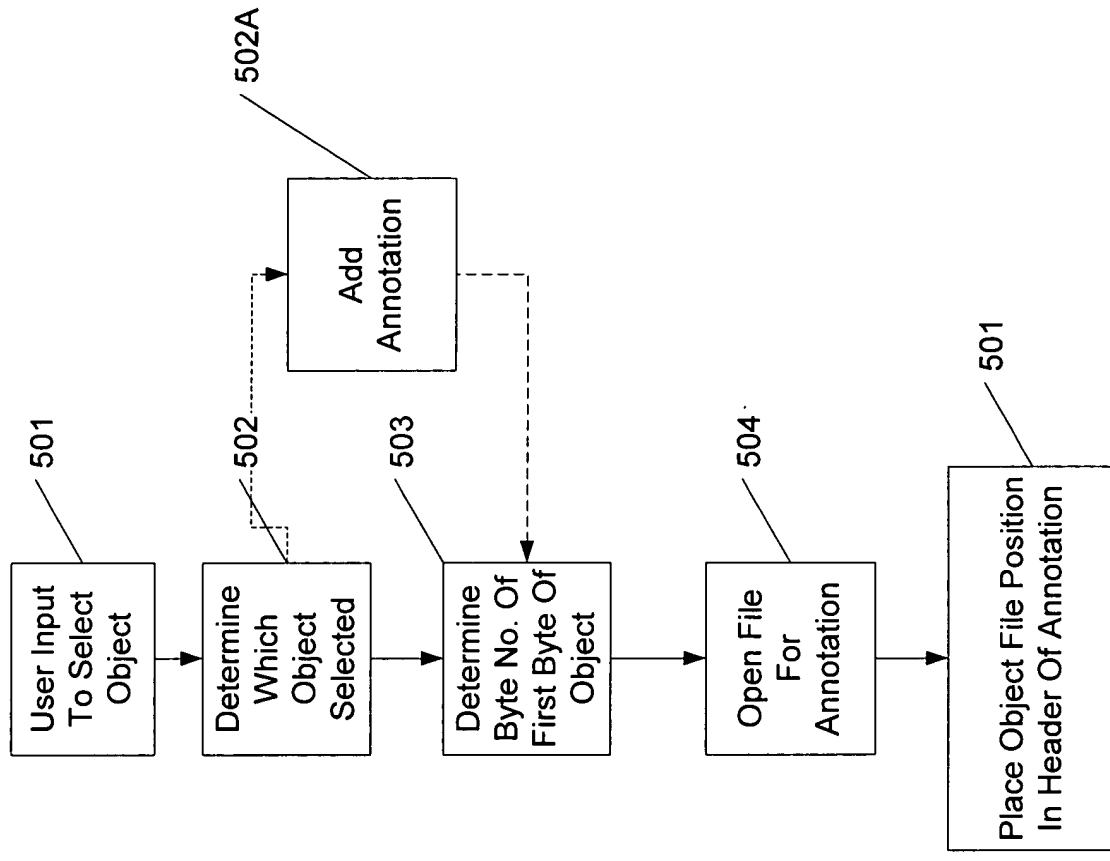 501
User Input
To Select
Object
502
Determine
Which
Object
Selected
502A
Add
Annotation
503
Determine
Byte No. Of
First Byte Of
Object
504
Open File
For
Annotation
501
Place Object File Position
In Header Of Annotation